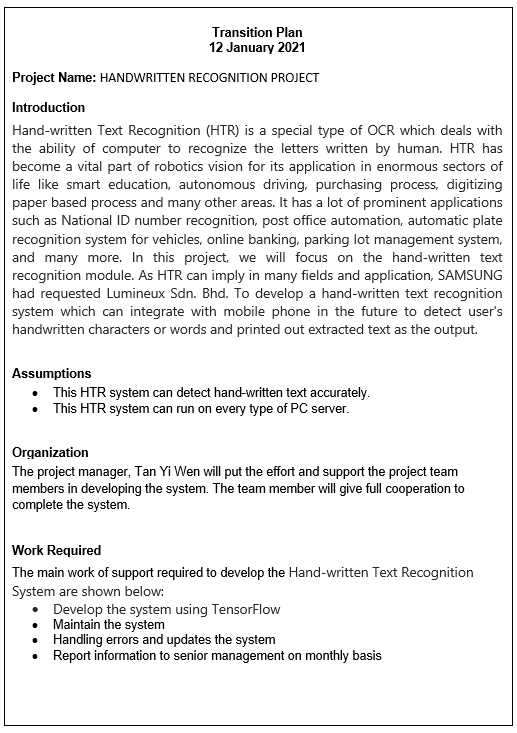 Transition Plan
12 January 2021
Project Name: HANDWRITTEN RECOGNITION PROJECT
Introduction
Hand-written Text Recognition (HTR) is a special type of OCR which deals with
the ability of computer to recognize the letters written by human. HTR has
become a vital part of robotics vision for its application in enormous sectors of
life like smart education, autonomous driving, purchasing process, digitizing
paper based process and many other areas. It has a lot of prominent applications
such as National ID number recognition, post office automation, automatic plate
recognition system for vehicles, online banking, parking lot management system,
and many more. In this project, we will focus on the hand-written text
recognition module. As HTR can imply in many fields and application, SAMSUNG
had requested Lumineux Sdn. Bhd. To develop a hand-written text recognition
system which can integrate with mobile phone in the future to detect user's
handwritten characters or words and printed out extracted text as the output.
Assumptions
• This HTR system can detect hand-written text accurately.
• This HTR system can run on every type of PC server.
Organization
The project manager, Tan Yi Wen will put the effort and support the project team
members in developing the system. The team member will give full cooperation to
complete the system.
Work Required
The main work of support required to develop the Hand-written Text Recognition
System are shown below:
• Develop the system using TensorFlow
• Maintain the system
• Handling errors and updates the system
• Report information to senior management on monthly basis